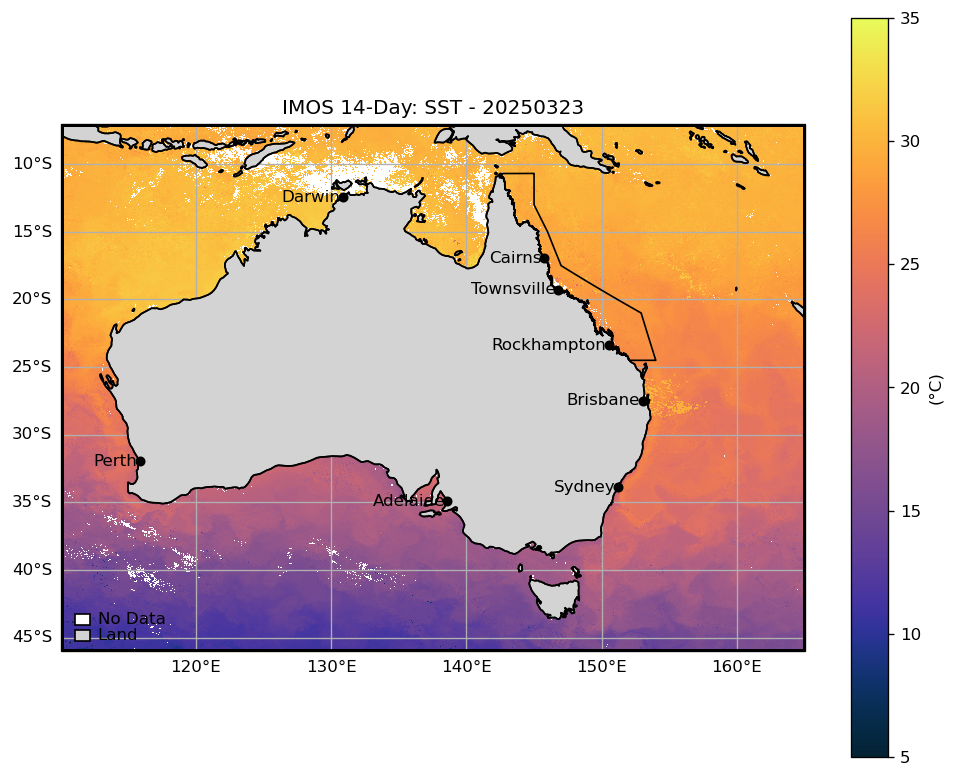 IMOS 14-Day: SST - 20250323
35
30
25
20
15
10
5
(°C)
10°S
15°S
20°S
25°S
30°S
35°S
40°S
45°S
Darwin
Cairns
Townsville
Rockhampton
Brisbane
Perth
Sydney
Adelaide
No Data
Land
120°E
130°E
140°E
150°E
160°E